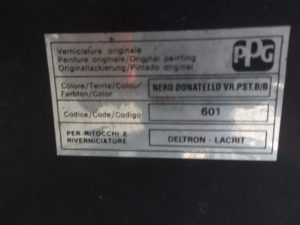 Verniciatura originale
Peinture originale/Original painting
Originallackierung/Pintado original
PPG
Colore/Teinte/Colour
Farbton/Color
NERO DONATELLO VR.PST.B/B
Codice/Code/Codigo
601
PER RITOCCHI E
RIVERNICIATURE
DELTRON - LACRIT